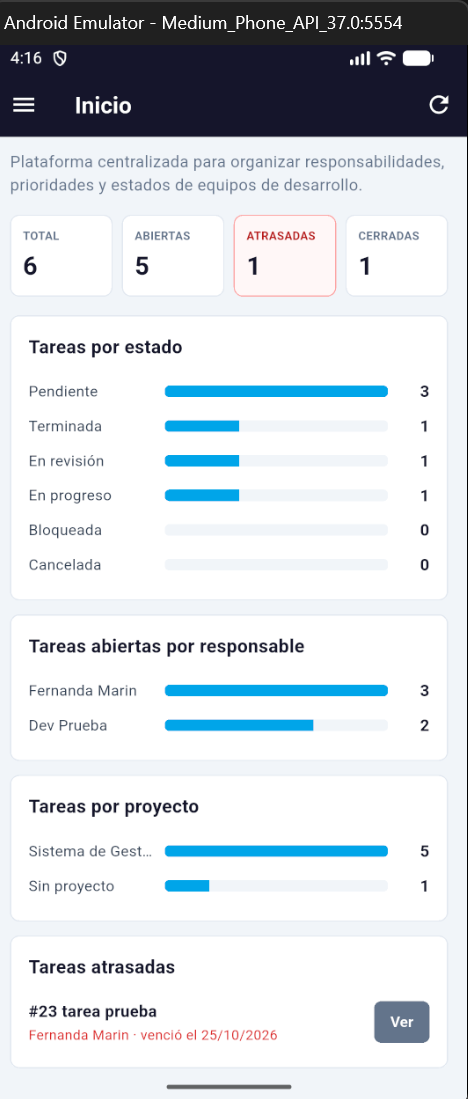 Android Emulator - Medium_Phone_API_37.0:5554
4:16
Inicio
Plataforma centralizada para organizar responsabilidades,
prioridades y estados de equipos de desarrollo.
TOTAL ABIERTAS ATRASADAS CERRADAS
6 5 1 1
Tareas por estado
Pendiente 3
Terminada 1
En revisión 1
En progreso 1
Bloqueada 0
Cancelada 0
Tareas abiertas por responsable
Fernanda Marin 3
Dev Prueba 2
Tareas por proyecto
Sistema de Gest... 5
Sin proyecto 1
Tareas atrasadas
#23 tarea prueba
Fernanda Marin · venció el 25/10/2026
Ver